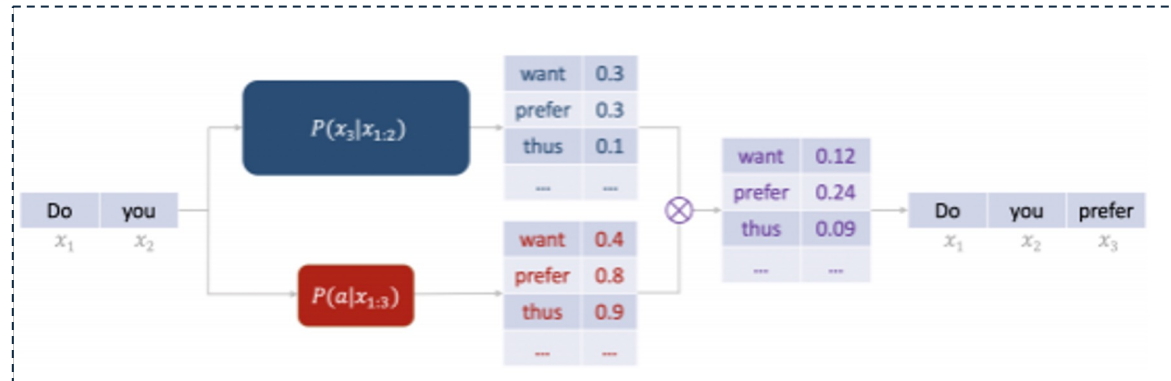 Do you
x₁ x₂
P(x₃|x₁:₂)
want 0.3
prefer 0.3
thus 0.1
... ...
P(a|x₁:₃)
want 0.4
prefer 0.8
thus 0.9
... ...
want 0.12
prefer 0.24
thus 0.09
... ...
Do you prefer
x₁ x₂ x₃